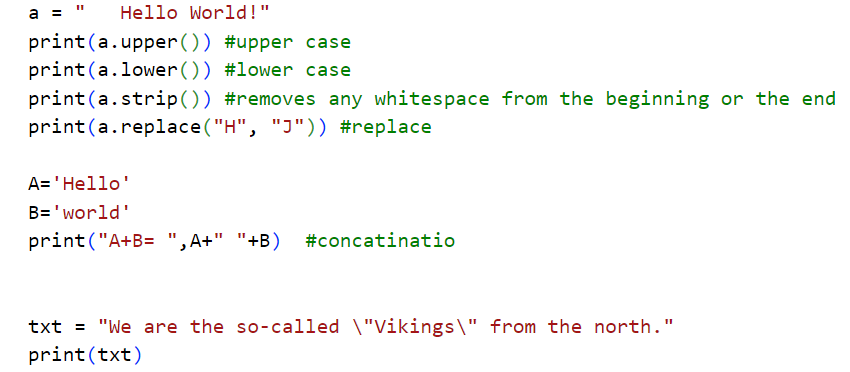 a = "   Hello World!"
print(a.upper()) #upper case
print(a.lower()) #lower case
print(a.strip()) #removes any whitespace from the beginning or the end
print(a.replace("H", "J")) #replace
A='Hello'
B='world'
print("A+B= ",A+" "+B)  #concatinatio
txt = "We are the so-called \"Vikings\" from the north."
print(txt)